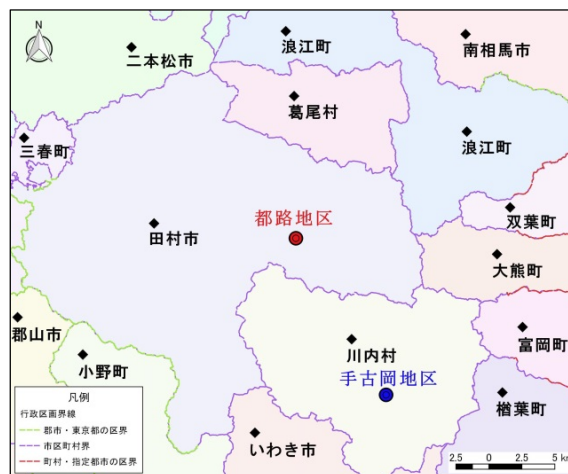 N
浪江町
南相馬市
二本松市
葛尾村
三春町
浪江町
双葉町
都路地区
田村市
大熊町
郡山市
富岡町
川内村
小野町
手古岡地区
楢葉町
いわき市
凡例
行政区画界線
郡市・東京都の区界
市区町村界
町村・指定都市の区界
2.5 0 2.5 5 km